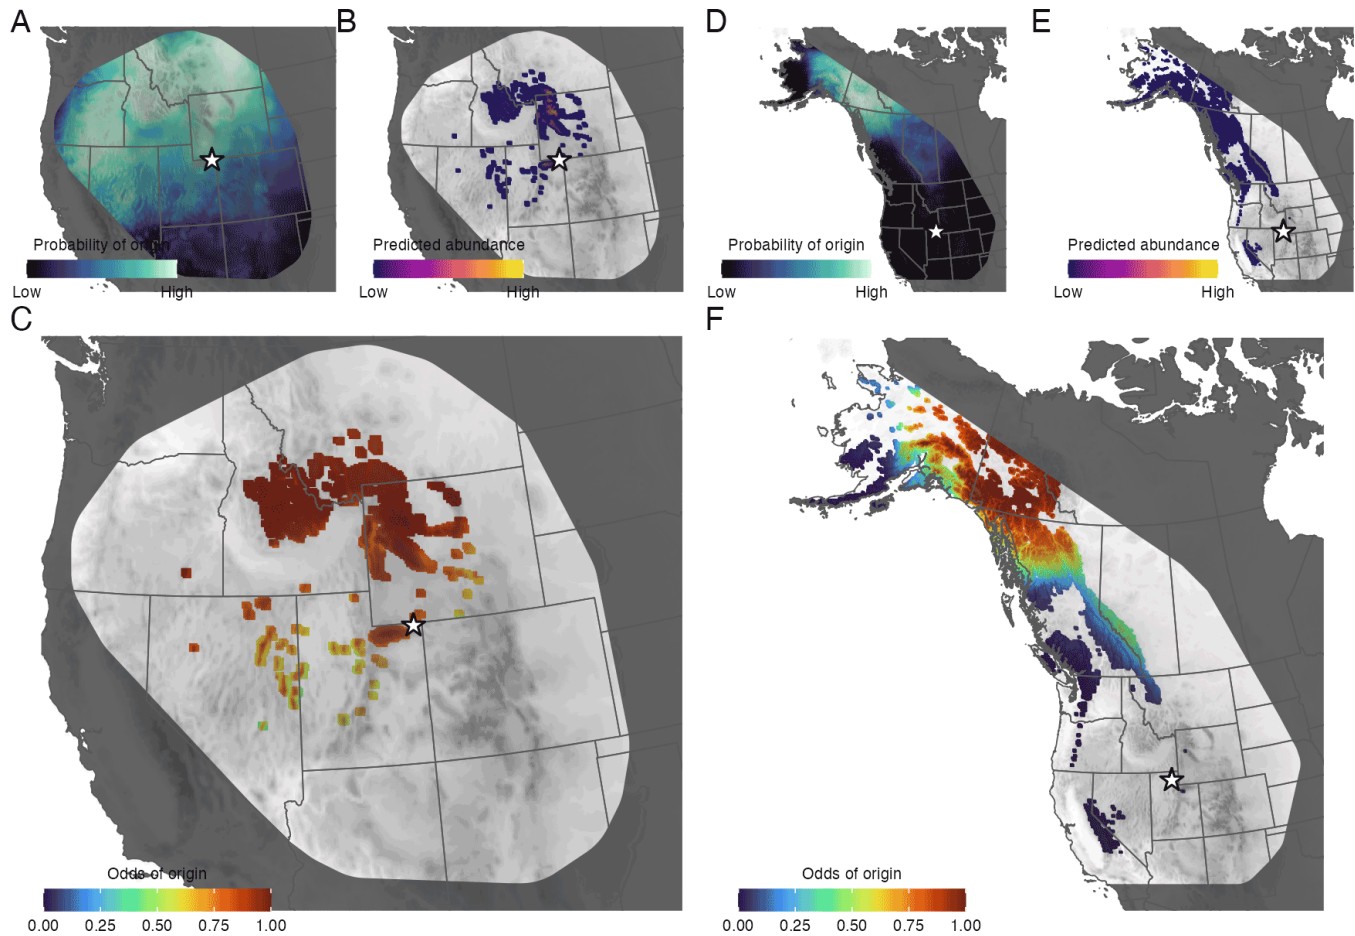 A
B
D
E
Probability of origin
Low High
Predicted abundance
Low High
Probability of origin
Low High
Predicted abundance
Low High
C
F
Odds of origin
0.00 0.25 0.50 0.75 1.00
Odds of origin
0.00 0.25 0.50 0.75 1.00